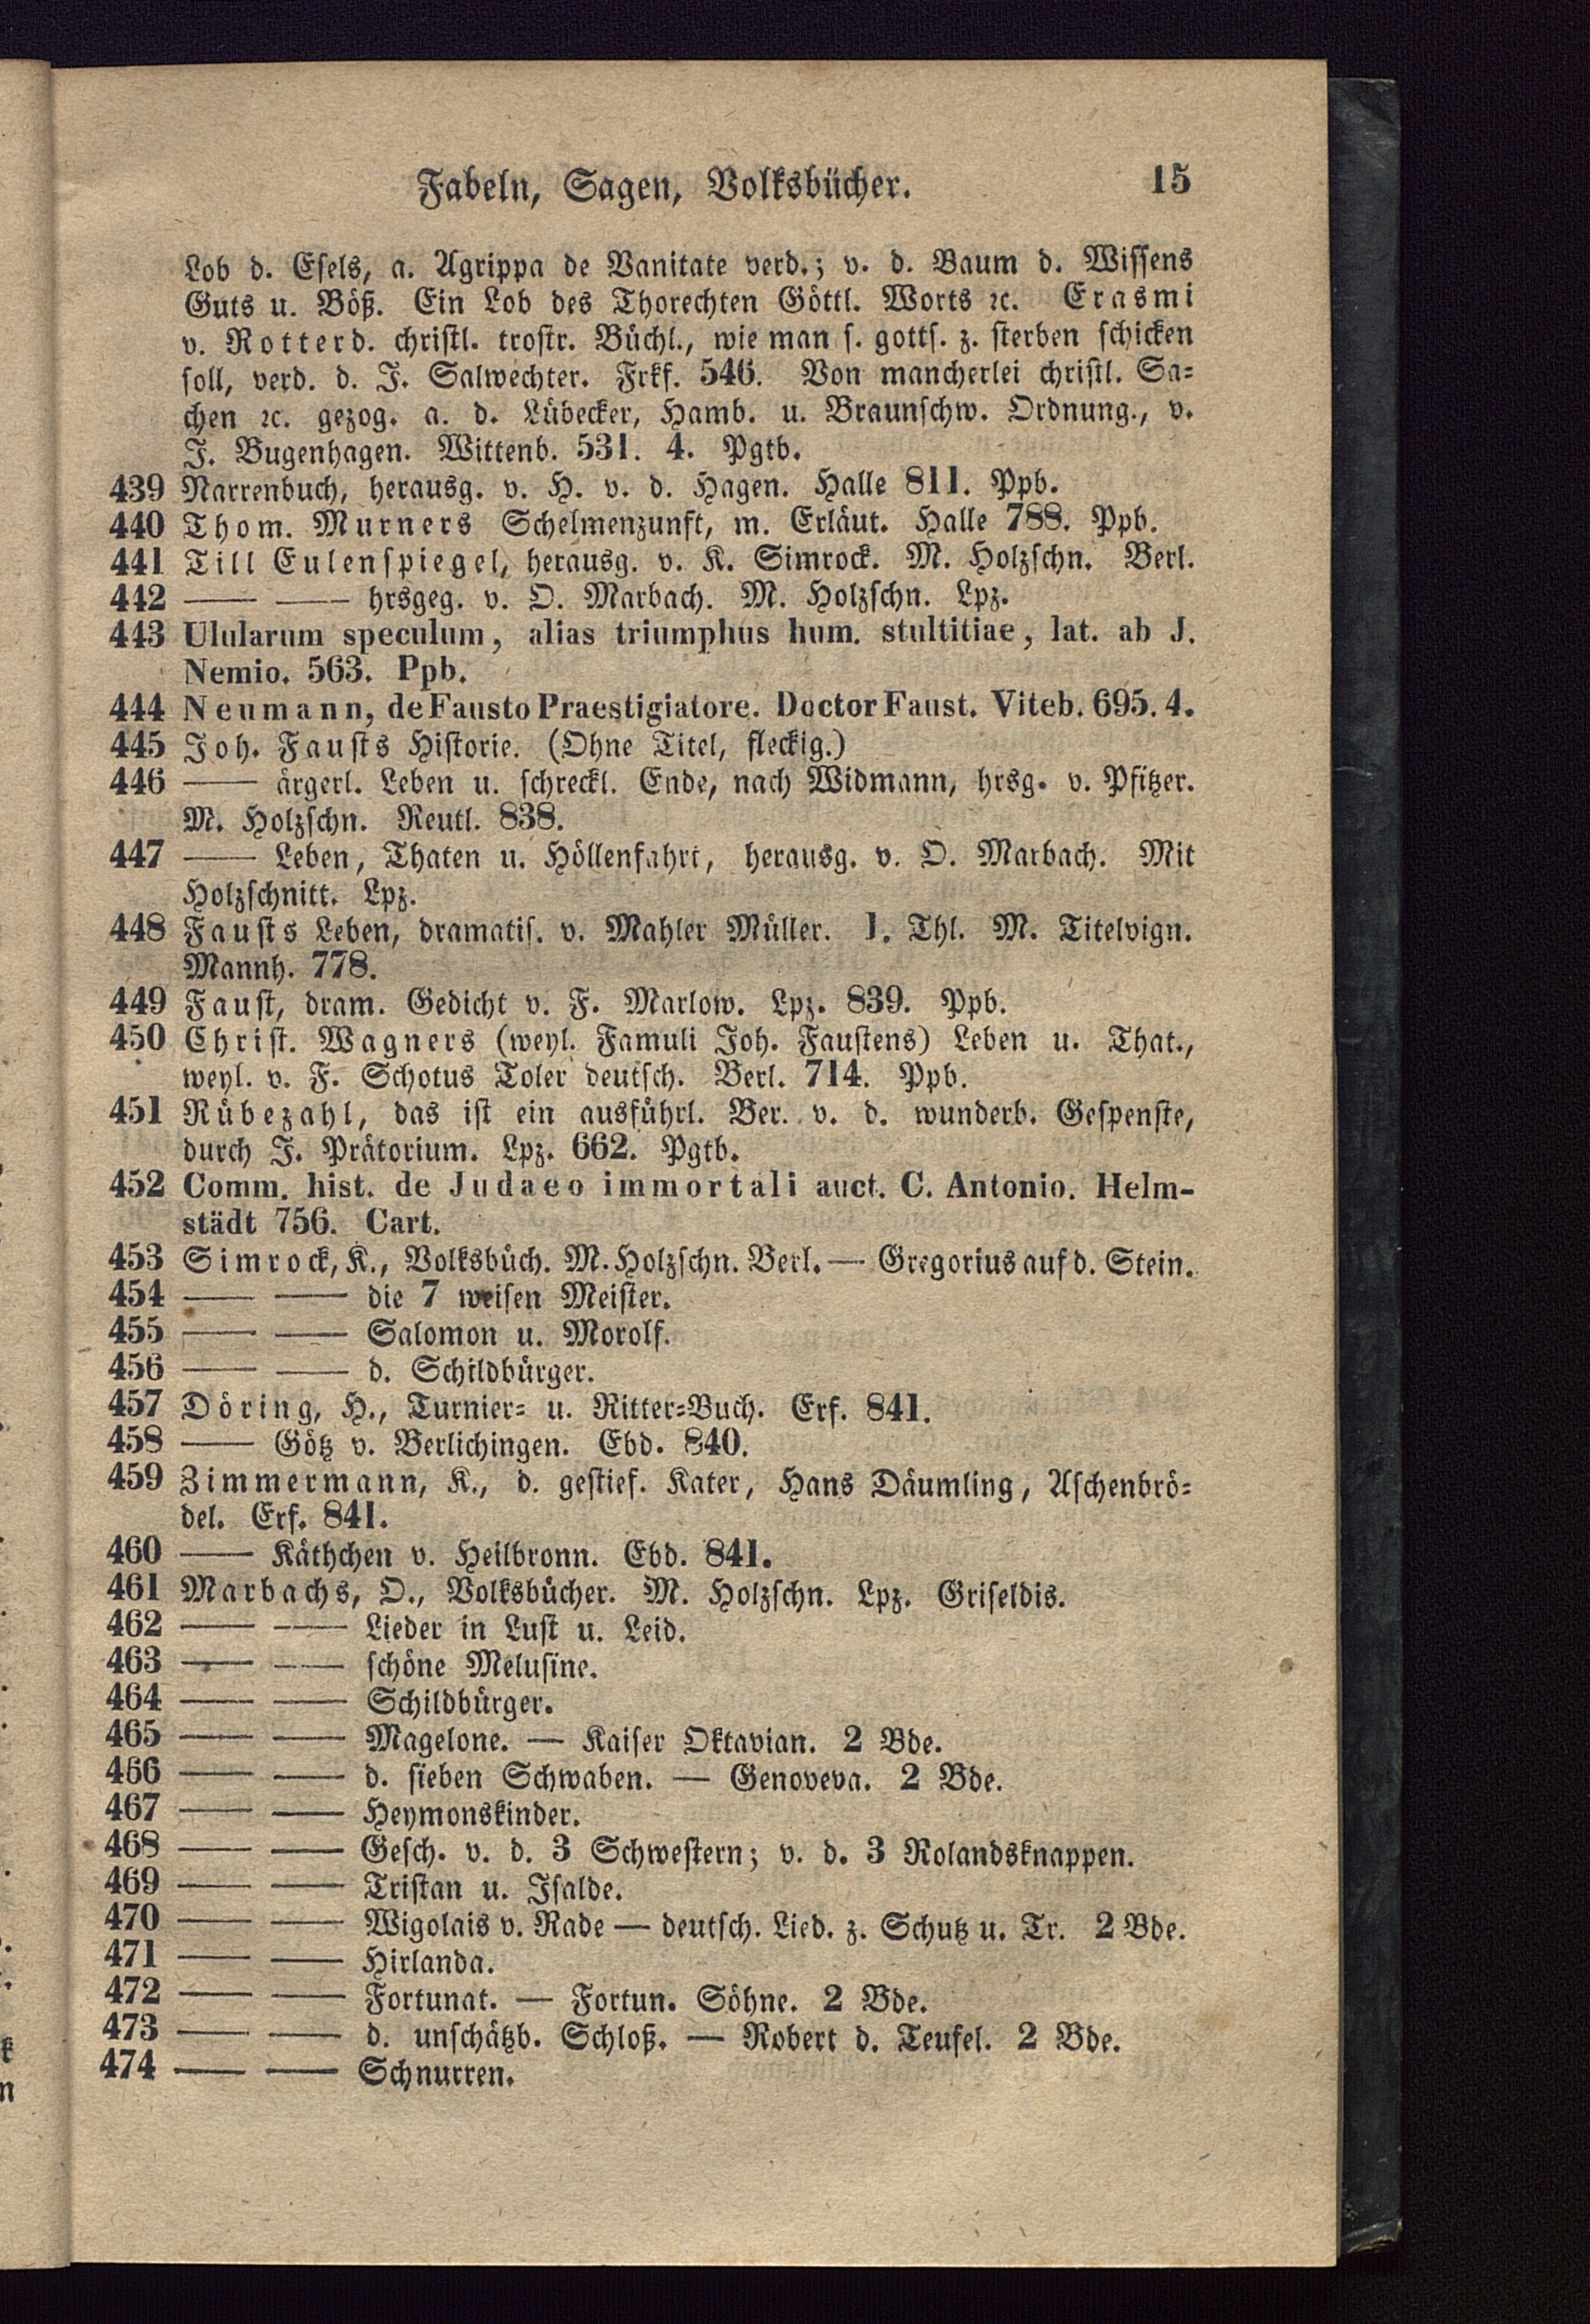 Fabeln, Sagen, Volksbücher. 15
Lob d. Esels, a. Agrippa de Vanitate verd.; v. d. Baum d. Wissens
Guts u. Böß. Ein Lob des Thorechten Göttl. Worts ꝛc. Erasmi
v. Rotterd. christl. trostr. Büchl., wie man s. gotts. z. sterben schicken
soll, verd. d. J. Salwechter. Frkf. 546. Von mancherlei christl. Sa-
chen ꝛc. gezog. a. d. Lübecker, Hamb. u. Braunschw. Ordnung., v.
J. Bugenhagen. Wittenb. 531. 4. Pgtb.
439 Narrenbuch, herausg. v. H. v. d. Hagen. Halle 811. Ppb.
440 Thom. Murners Schelmenzunft, m. Erläut. Halle 788. Ppb.
441 Till Eulenspiegel, herausg. v. K. Simrock. M. Holzschn. Berl.
442 — — hrsgeg. v. O. Marbach. M. Holzschn. Lpz.
443 Ulularum speculum, alias triumphus hum. stultitiae, lat. ab J.
Nemio. 563. Ppb.
444 Neumann, de Fausto Praestigiatore. Doctor Faust. Viteb. 695. 4.
445 Joh. Fausts Historie. (Ohne Titel, fleckig.)
446 — ärgerl. Leben u. schreckl. Ende, nach Widmann, hrsg. v. Pfitzer.
M. Holzschn. Reutl. 838.
447 — Leben, Thaten u. Höllenfahrt, herausg. v. O. Marbach. Mit
Holzschnitt. Lpz.
448 Fausts Leben, dramatis. v. Mahler Müller. 1. Thl. M. Titelvign.
Mannh. 778.
449 Faust, dram. Gedicht v. F. Marlow. Lpz. 839. Ppb.
450 Christ. Wagners (weyl. Famuli Joh. Faustens) Leben u. That.,
weyl. v. F. Schotus Toler deutsch. Berl. 714. Ppb.
451 Rübezahl, das ist ein ausführl. Ber. v. d. wunderb. Gespenste,
durch J. Prätorium. Lpz. 662. Pgtb.
452 Comm. hist. de Judaeo immortali auct. C. Antonio. Helm-
städt 756. Cart.
453 Simrock, K., Volksbüch. M. Holzschn. Berl. — Gregorius auf d. Stein.
454 — — die 7 weisen Meister.
455 — — Salomon u. Morolf.
456 — — d. Schildbürger.
457 Döring, H., Turnier- u. Ritter-Buch. Erf. 841.
458 — Götz v. Berlichingen. Ebd. 840.
459 Zimmermann, K., d. gestief. Kater, Hans Däumling, Aschenbrö-
del. Erf. 841.
460 — Käthchen v. Heilbronn. Ebd. 841.
461 Marbachs, O., Volksbücher. M. Holzschn. Lpz. Griseldis.
462 — — Lieder in Lust u. Leid.
463 — — schöne Melusine.
464 — — Schildbürger.
465 — — Magelone. — Kaiser Oktavian. 2 Bde.
466 — — d. sieben Schwaben. — Genoveva. 2 Bde.
467 — — Heymonskinder.
468 — — Gesch. v. d. 3 Schwestern; v. d. 3 Rolandsknappen.
469 — — Tristan u. Isalde.
470 — — Wigolais v. Rade — deutsch. Lied. z. Schutz u. Tr. 2 Bde.
471 — — Hirlanda.
472 — — Fortunat. — Fortun. Söhne. 2 Bde.
473 — — d. unschätzb. Schloß. — Robert d. Teufel. 2 Bde.
474 — — Schnurren.